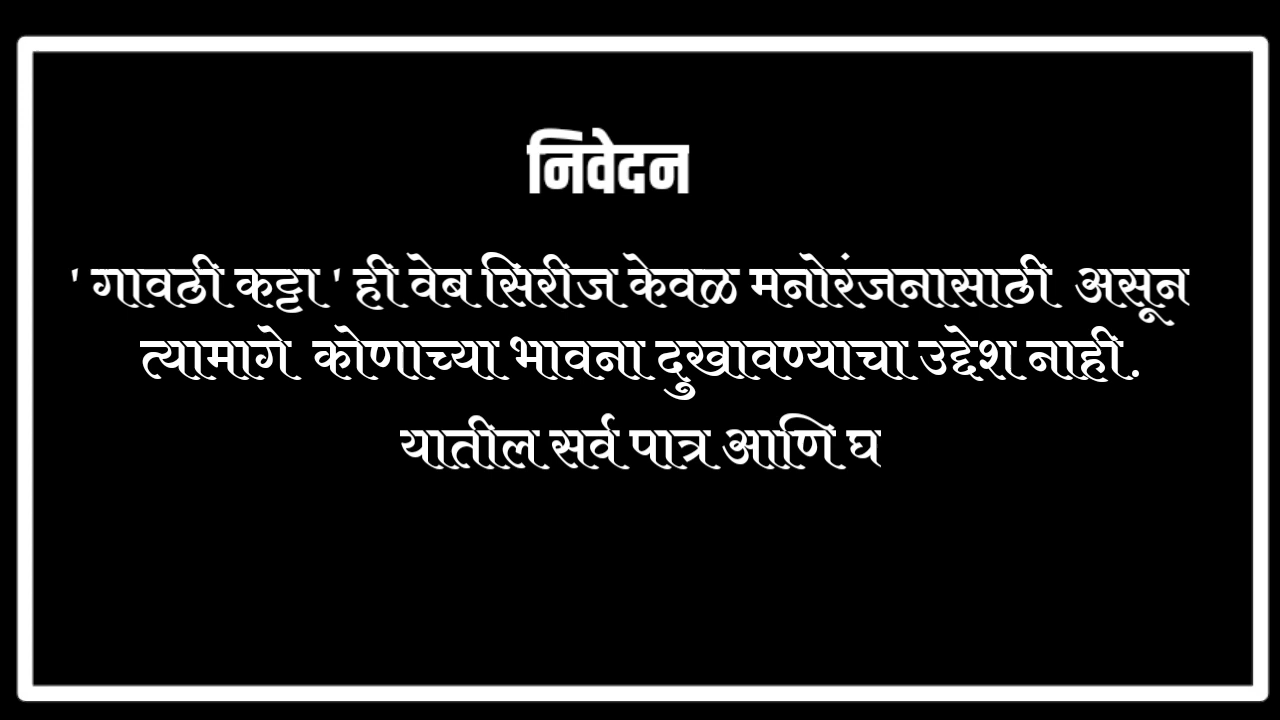 निवेदन
' गावठी कट्टा ' ही वेब सिरीज केवळ मनोरंजनासाठी असून
त्यामागे कोणाच्या भावना दुखावण्याचा उद्देश नाही.
यातील सर्व पात्र आणि घ